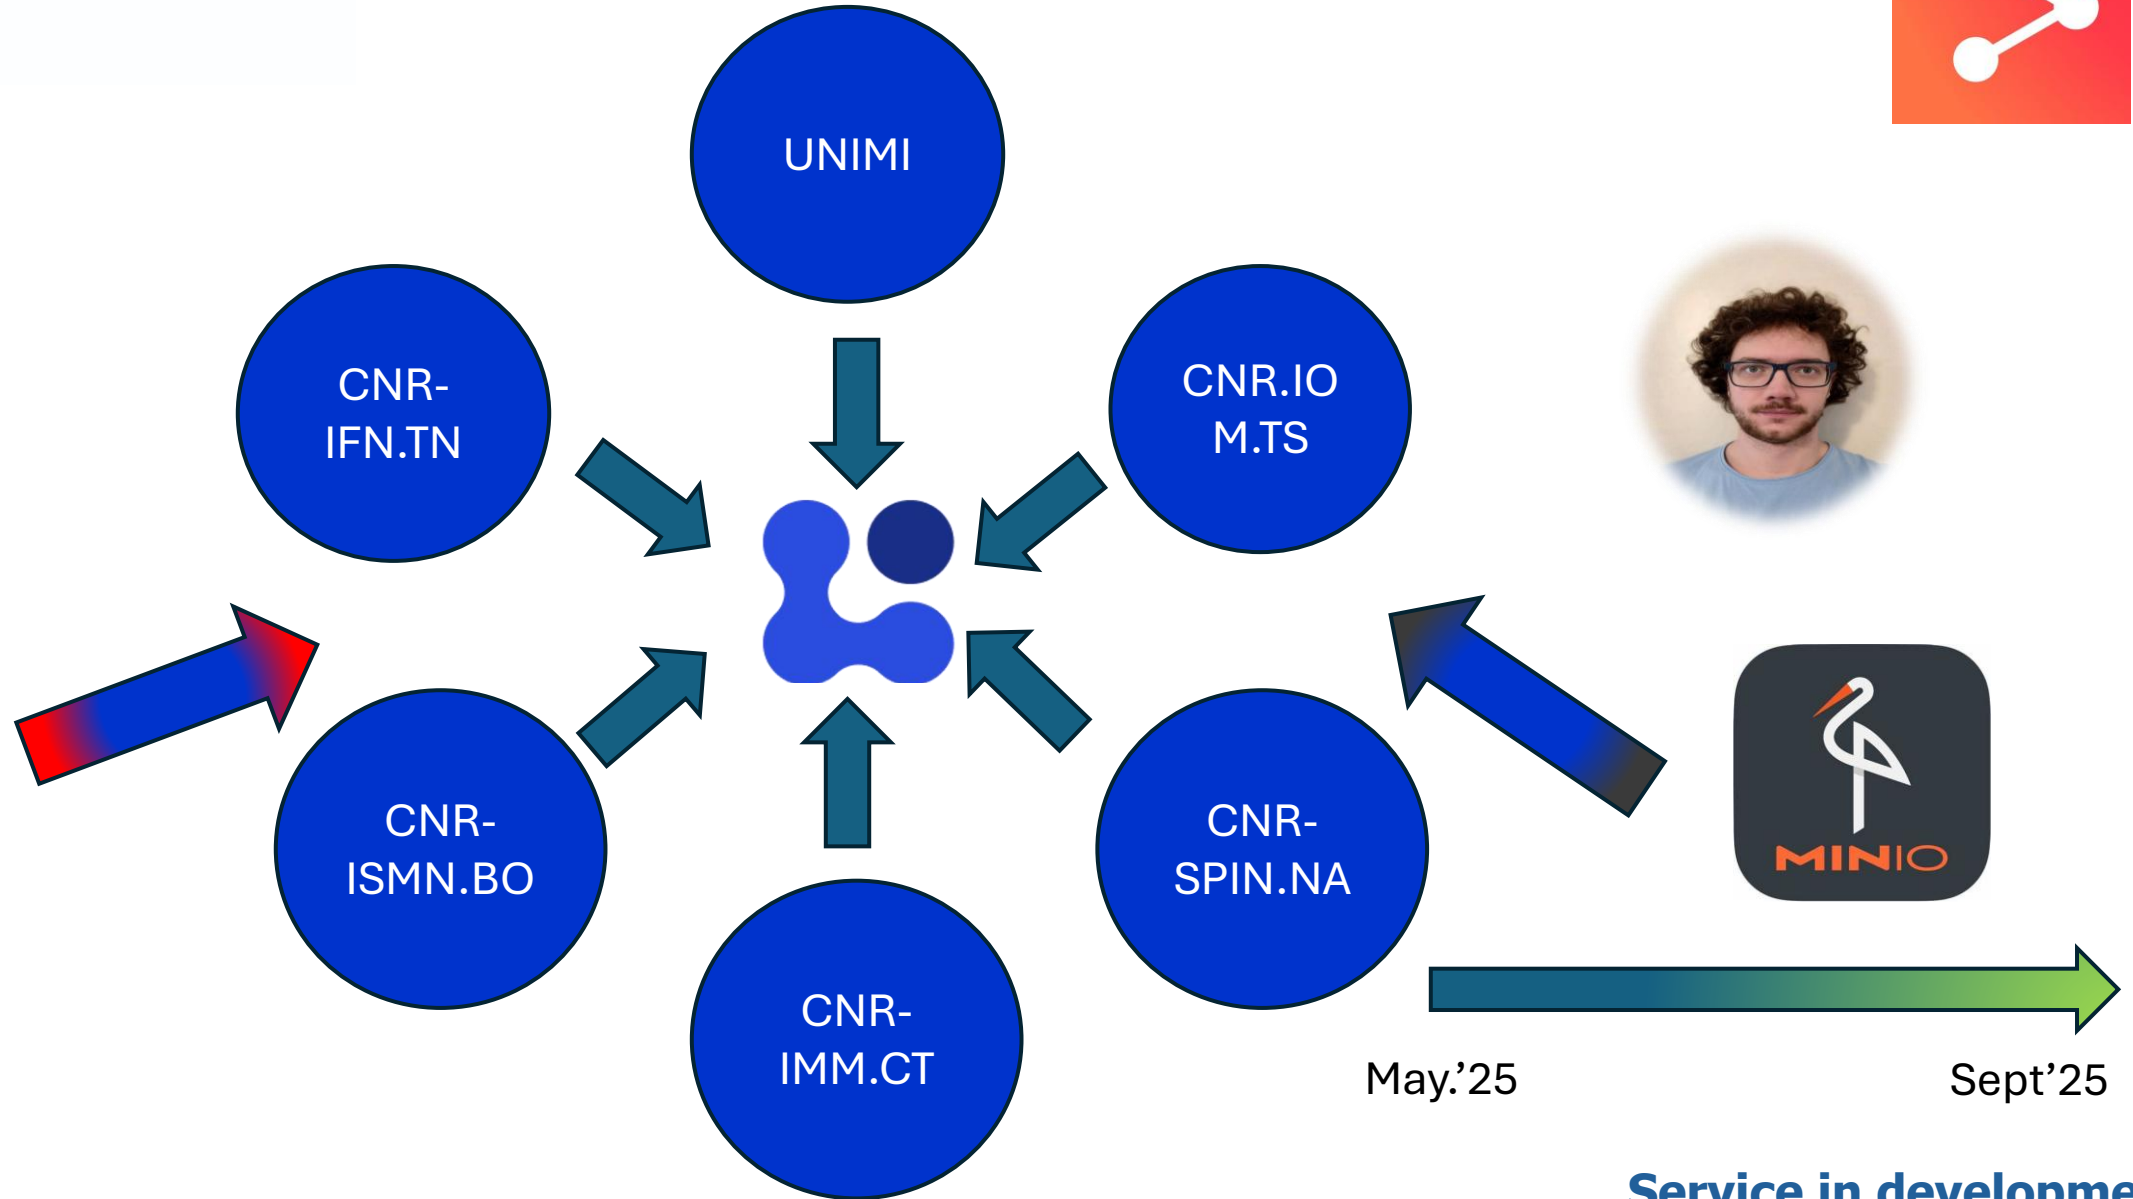 UNIMI
CNR-
IFN.TN
CNR.IO
M.TS
CNR-
ISMN.BO
CNR-
SPIN.NA
MINIO
CNR-
IMM.CT
May.’25
Sept’25
Service in developme